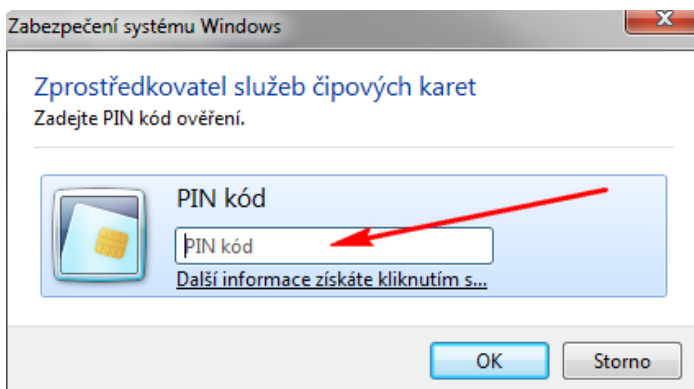 Zabezpečení systému Windows
Zprostředkovatel služeb čipových karet
Zadejte PIN kód ověření.
PIN kód
PIN kód
Další informace získáte kliknutím s...
OK
Storno